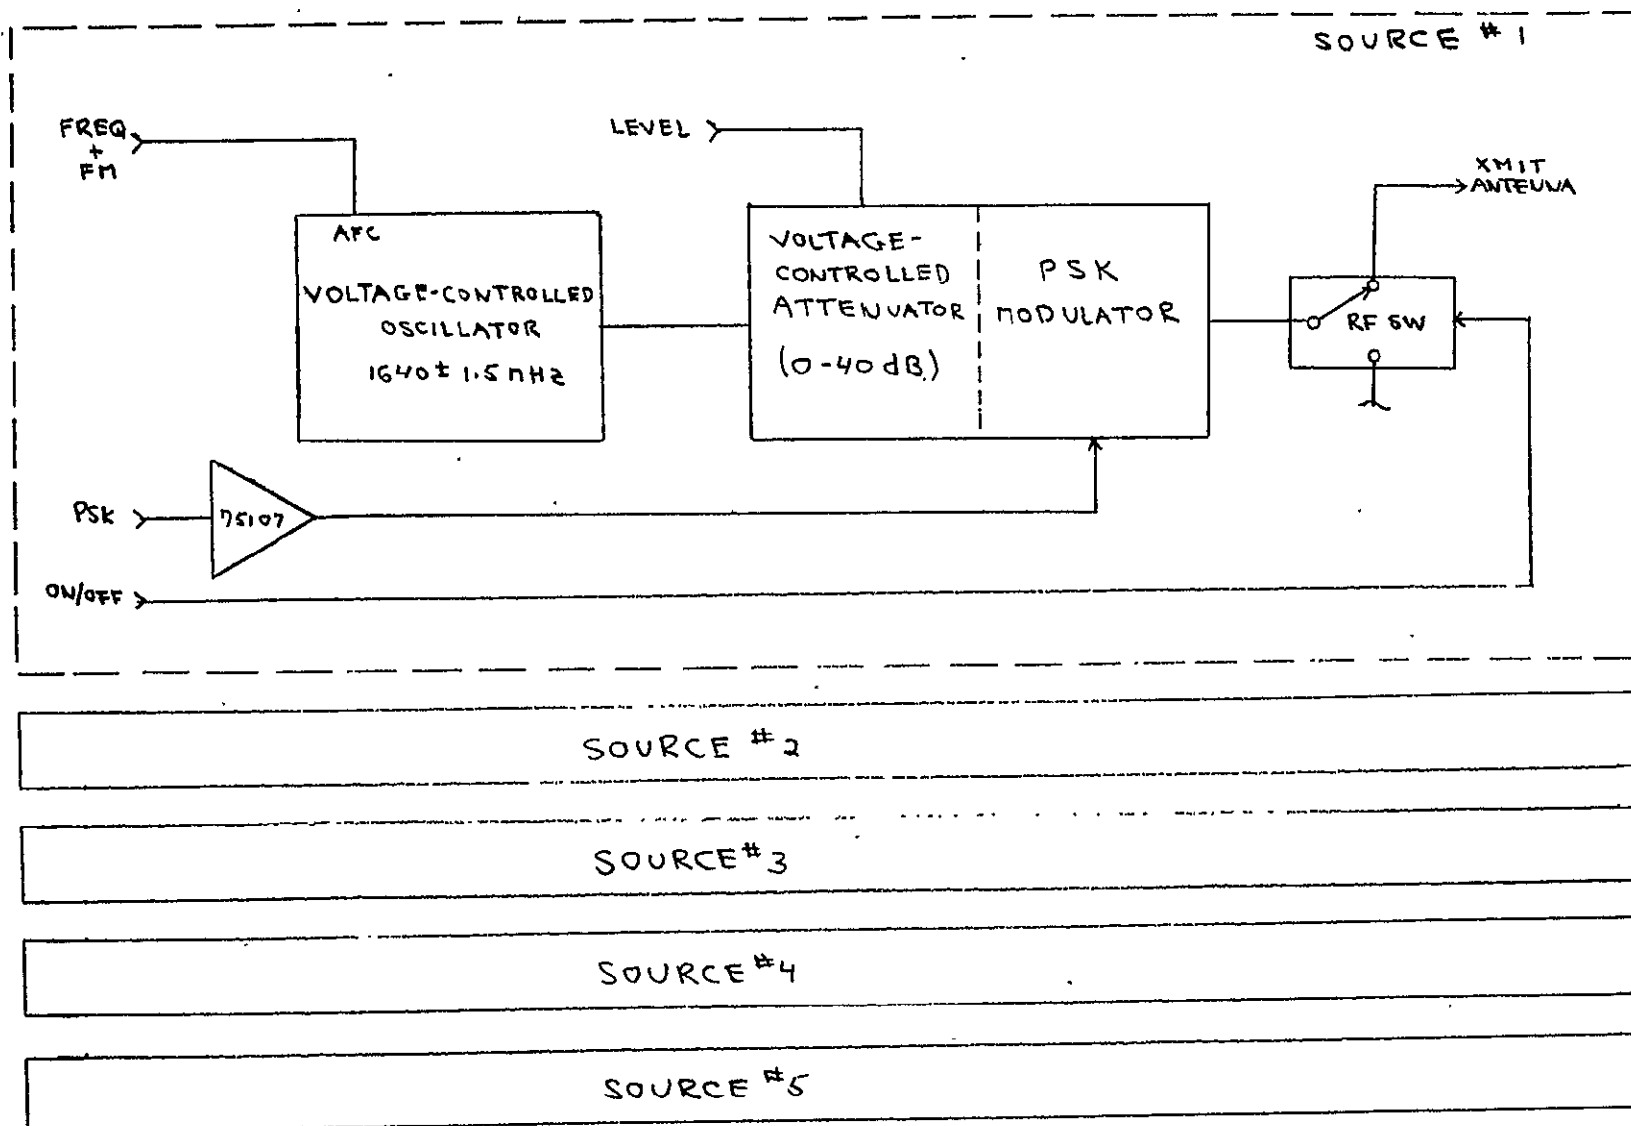 SOURCE # 1
FREQ
+
FM
LEVEL
XMIT
ANTENNA
AFC
VOLTAGE-CONTROLLED
OSCILLATOR
1640 ± 1.5 MHz
VOLTAGE-
CONTROLLED
ATTENUATOR
(0-40 dB.)
PSK
MODULATOR
RF SW
PSK
75107
ON/OFF
SOURCE # 2
SOURCE # 3
SOURCE # 4
SOURCE # 5